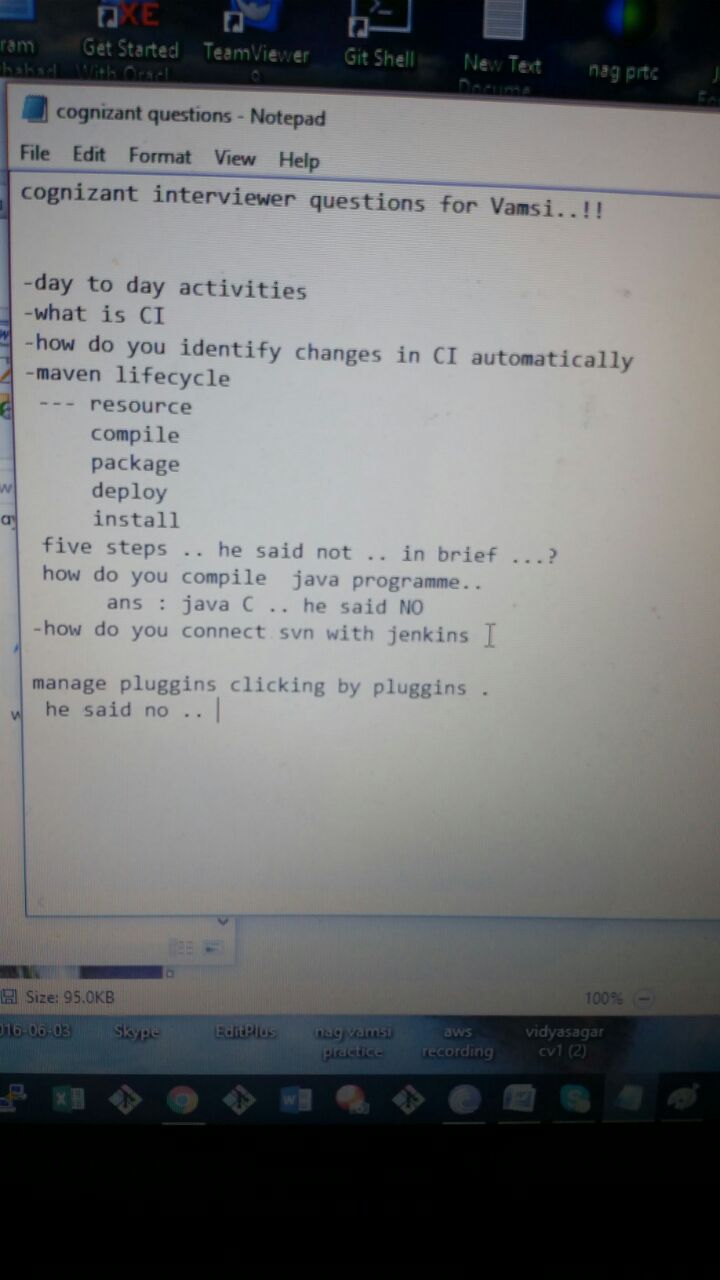 XE
ram
Get Started
TeamViewer
Git Shell
New Text
nag prtc
habad
With Oracl
9
Docume
cognizant questions - Notepad
File Edit Format View Help
cognizant interviewer questions for Vamsi..!!
-day to day activities
-what is CI
-how do you identify changes in CI automatically
-maven lifecycle
--- resource
compile
package
deploy
install
five steps .. he said not .. in brief ...?
how do you compile java programme..
ans : java C .. he said NO
-how do you connect svn with jenkins
manage pluggins clicking by pluggins .
he said no ..
Size: 95.0KB
100%
016-06-03
Skype
EditPlus
nag vamsi
practice
aws
recording
vidyasagar
cv1 (2)